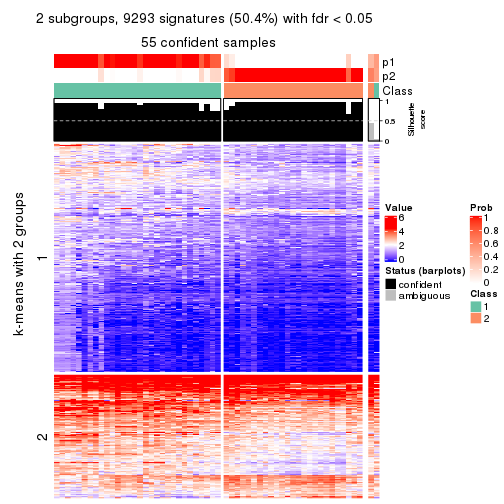 2 subgroups, 9293 signatures (50.4%) with fdr < 0.05
55 confident samples
p1
p2
Class
1
0.5
0
Silhouette
score
k-means with 2 groups
1
2
Value
6
4
2
0
Status (barplots)
confident
ambiguous
Prob
1
0.8
0.6
0.4
0.2
0
Class
1
2